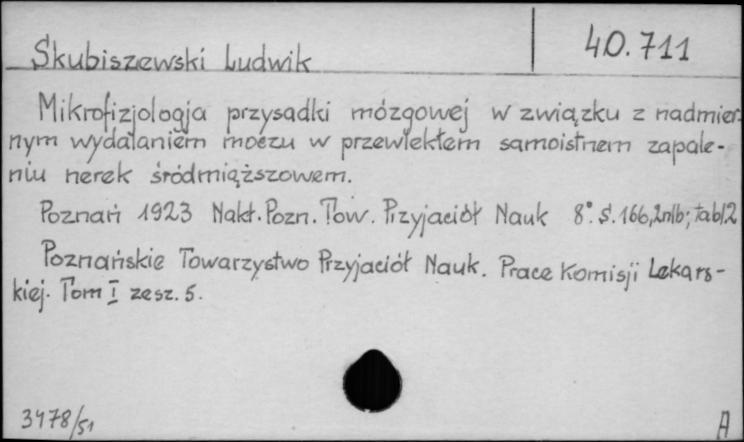 Skubiszewski Ludwik
40.711
Mikrofizjologja przysadki mózgowej w związku z nadmier-
nym wydalaniem moczu w przewlekłem samoistnem zapale-
niu nerek śródmiąższowem.
Poznań 1923 Nakł. Pozn. Tow. Przyjaciół Nauk 8°. S. 166, 2nlb; tabl 2
Poznańskie Towarzystwo Przyjaciół Nauk. Prace Komisji Lekars-
kiej. Tom I zesz. 5.
3478/51
A